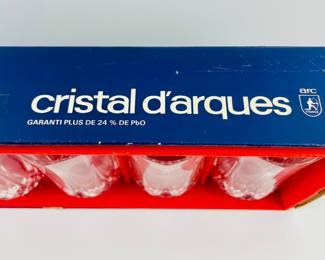 arc
cristal d'arques
GARANTI PLUS DE 24 % DE PbO